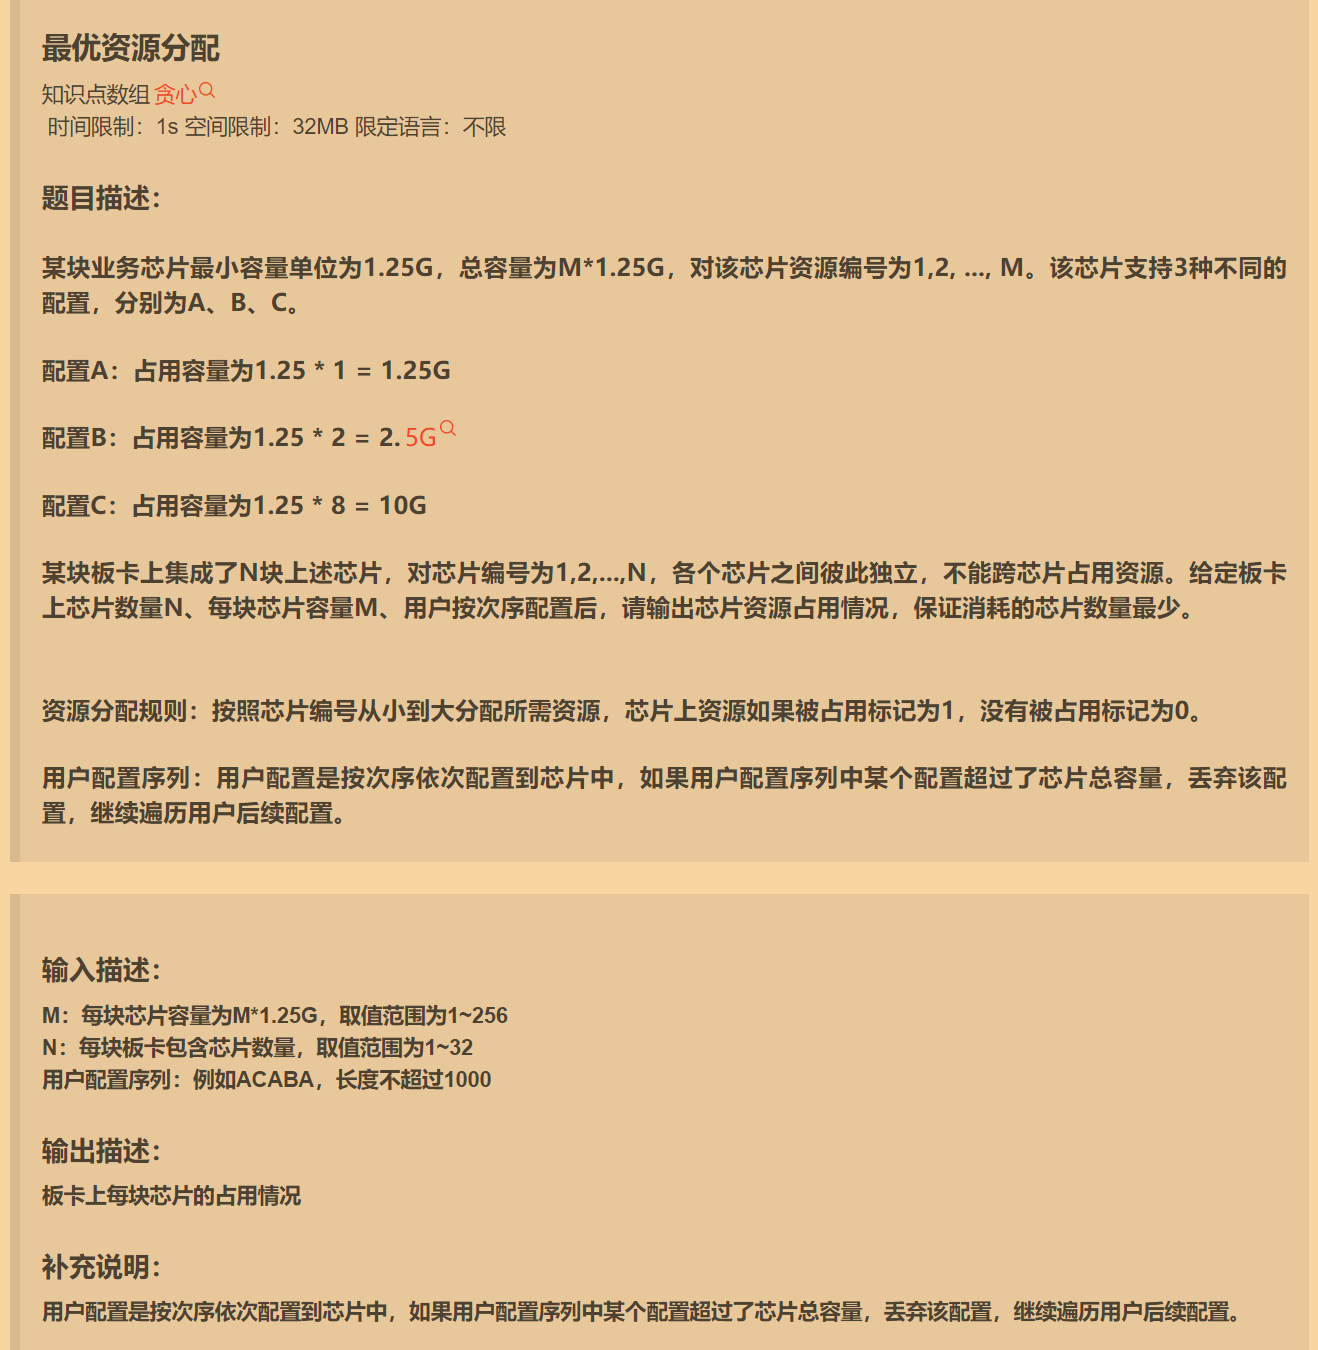 最优资源分配
知识点数组 贪心
时间限制：1s 空间限制：32MB 限定语言：不限
题目描述：
某块业务芯片最小容量单位为1.25G，总容量为M*1.25G，对该芯片资源编号为1,2, ..., M。该芯片支持3种不同的
配置，分别为A、B、C。
配置A：占用容量为1.25 * 1 = 1.25G
配置B：占用容量为1.25 * 2 = 2. 5G
配置C：占用容量为1.25 * 8 = 10G
某块板卡上集成了N块上述芯片，对芯片编号为1,2,...,N，各个芯片之间彼此独立，不能跨芯片占用资源。给定板卡
上芯片数量N、每块芯片容量M、用户按次序配置后，请输出芯片资源占用情况，保证消耗的芯片数量最少。
资源分配规则：按照芯片编号从小到大分配所需资源，芯片上资源如果被占用标记为1，没有被占用标记为0。
用户配置序列：用户配置是按次序依次配置到芯片中，如果用户配置序列中某个配置超过了芯片总容量，丢弃该配
置，继续遍历用户后续配置。
输入描述：
M：每块芯片容量为M*1.25G，取值范围为1~256
N：每块板卡包含芯片数量，取值范围为1~32
用户配置序列：例如ACABA，长度不超过1000
输出描述：
板卡上每块芯片的占用情况
补充说明：
用户配置是按次序依次配置到芯片中，如果用户配置序列中某个配置超过了芯片总容量，丢弃该配置，继续遍历用户后续配置。